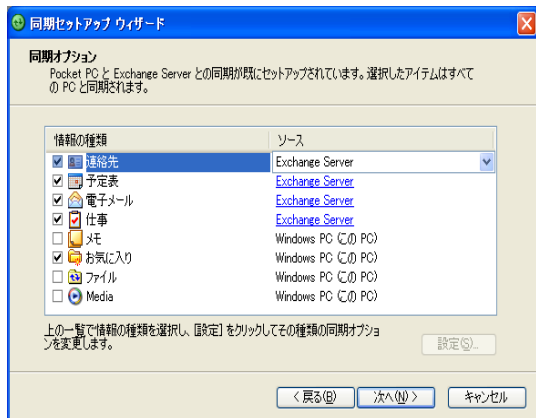 同期セットアップ ウィザード
同期オプション
Pocket PC と Exchange Server との同期が既にセットアップされています。選択したアイテムはすべて
の PC と同期されます。
情報の種類 ソース
連絡先 Exchange Server
予定表 Exchange Server
電子メール Exchange Server
仕事 Exchange Server
メモ Windows PC (この PC)
お気に入り Windows PC (この PC)
ファイル Windows PC (この PC)
Media Windows PC (この PC)
上の一覧で情報の種類を選択し、[設定] をクリックしてその種類の同期オプショ
ンを変更します。
設定(S)...
< 戻る(B) 次へ(N) > キャンセル